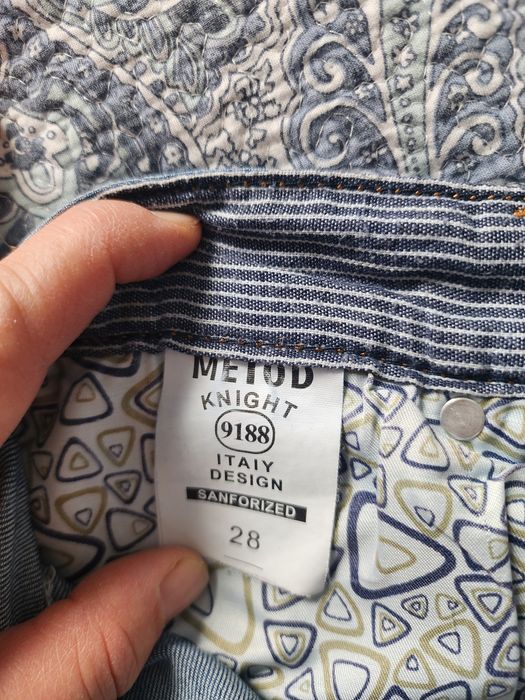 METOD
KNIGHT
9188
ITAIY
DESIGN
SANFORIZED
28